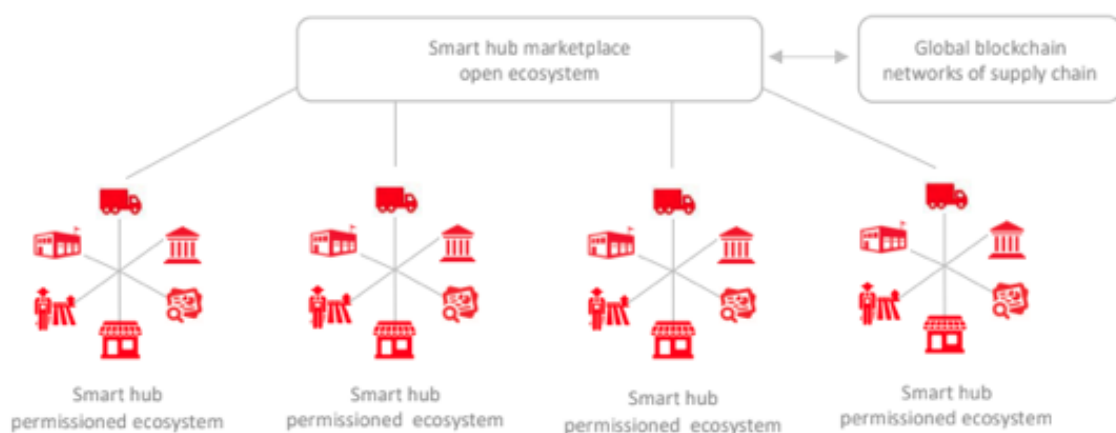 Smart hub marketplace
open ecosystem
Global blockchain
networks of supply chain
Smart hub
permissioned ecosystem
Smart hub
permissioned ecosystem
Smart hub
permissioned ecosystem
Smart hub
permissioned ecosystem